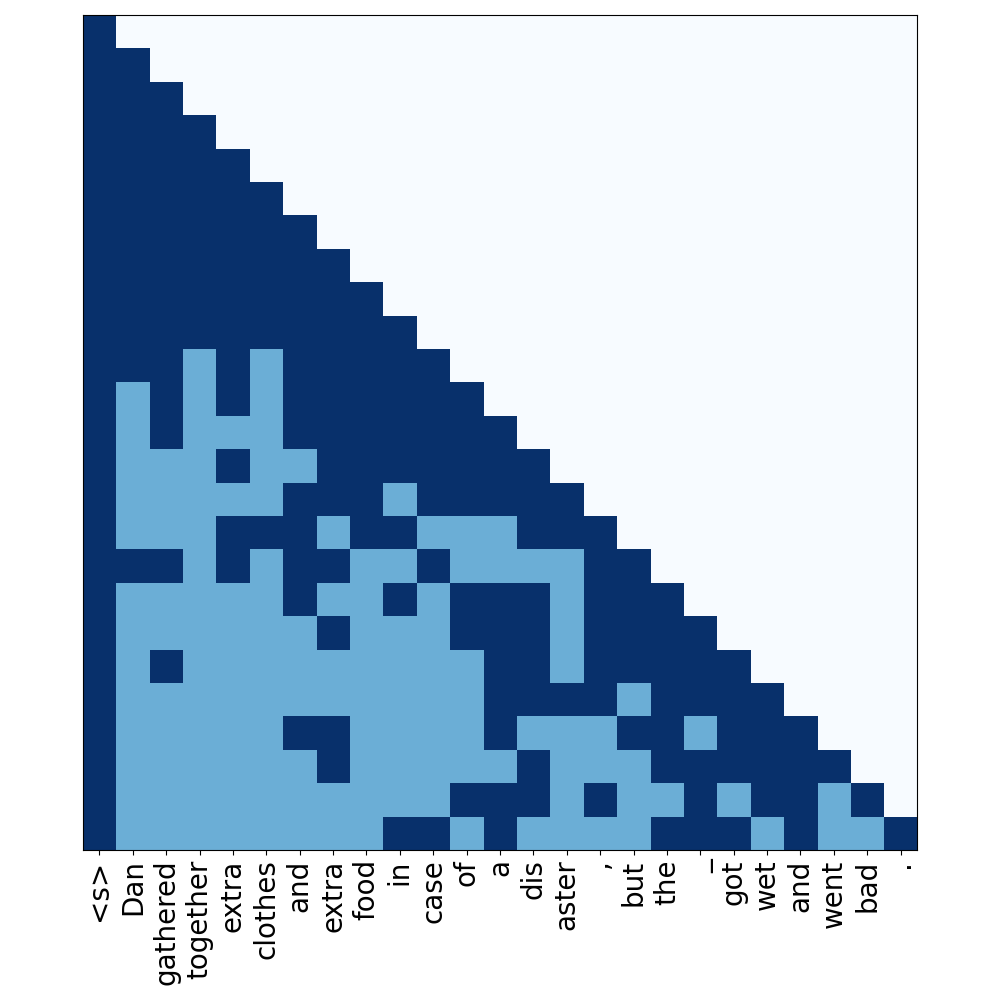 <s> Dan gathered together extra clothes and extra food in case of a dis aster , but the _ got wet and went bad .